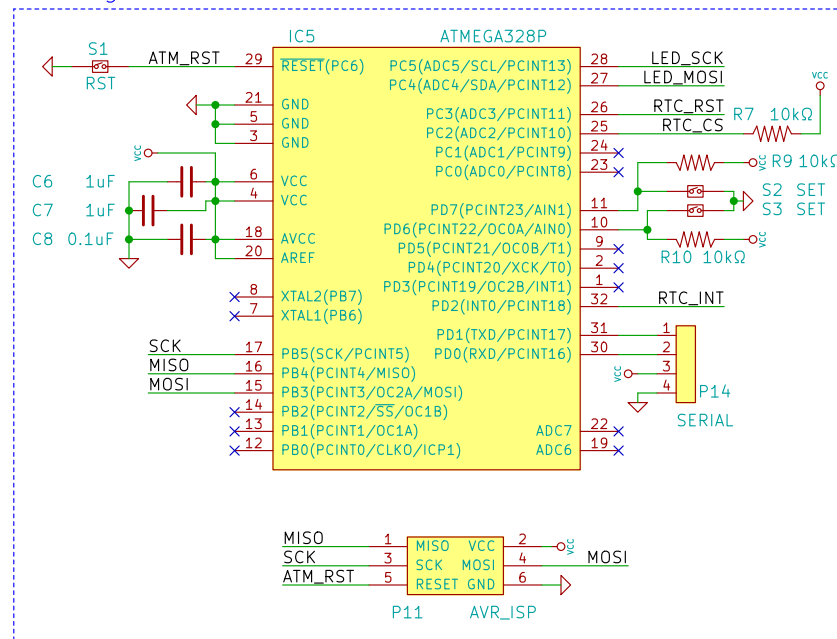 IC5 ATMEGA328P
S1
RST
ATM_RST 29 RESET(PC6)
21 GND
5 GND
3 GND
VCC
C6 1uF
C7 1uF
C8 0.1uF
6 VCC
4 VCC
18 AVCC
20 AREF
8 XTAL2(PB7)
7 XTAL1(PB6)
SCK 17 PB5(SCK/PCINT5)
MISO 16 PB4(PCINT4/MISO)
MOSI 15 PB3(PCINT3/OC2A/MOSI)
14 PB2(PCINT2/SS/OC1B)
13 PB1(PCINT1/OC1A)
12 PB0(PCINT0/CLKO/ICP1)
PC5(ADC5/SCL/PCINT13) 28 LED_SCK
PC4(ADC4/SDA/PCINT12) 27 LED_MOSI
PC3(ADC3/PCINT11) 26 RTC_RST
PC2(ADC2/PCINT10) 25 RTC_CS
R7 10kΩ
VCC
PC1(ADC1/PCINT9) 24
PC0(ADC0/PCINT8) 23
VCC
R9 10kΩ
S2 SET
S3 SET
PD7(PCINT23/AIN1) 11
PD6(PCINT22/OC0A/AIN0) 10
PD5(PCINT21/OC0B/T1) 9
VCC
R10 10kΩ
PD4(PCINT20/XCK/T0) 2
PD3(PCINT19/OC2B/INT1) 1
PD2(INT0/PCINT18) 32 RTC_INT
PD1(TXD/PCINT17) 31 1
PD0(RXD/PCINT16) 30 2
VCC 3
4
P14
SERIAL
ADC7 22
ADC6 19
MISO 1 MISO VCC 2 VCC
SCK 3 SCK MOSI 4 MOSI
ATM_RST 5 RESET GND 6
P11 AVR_ISP